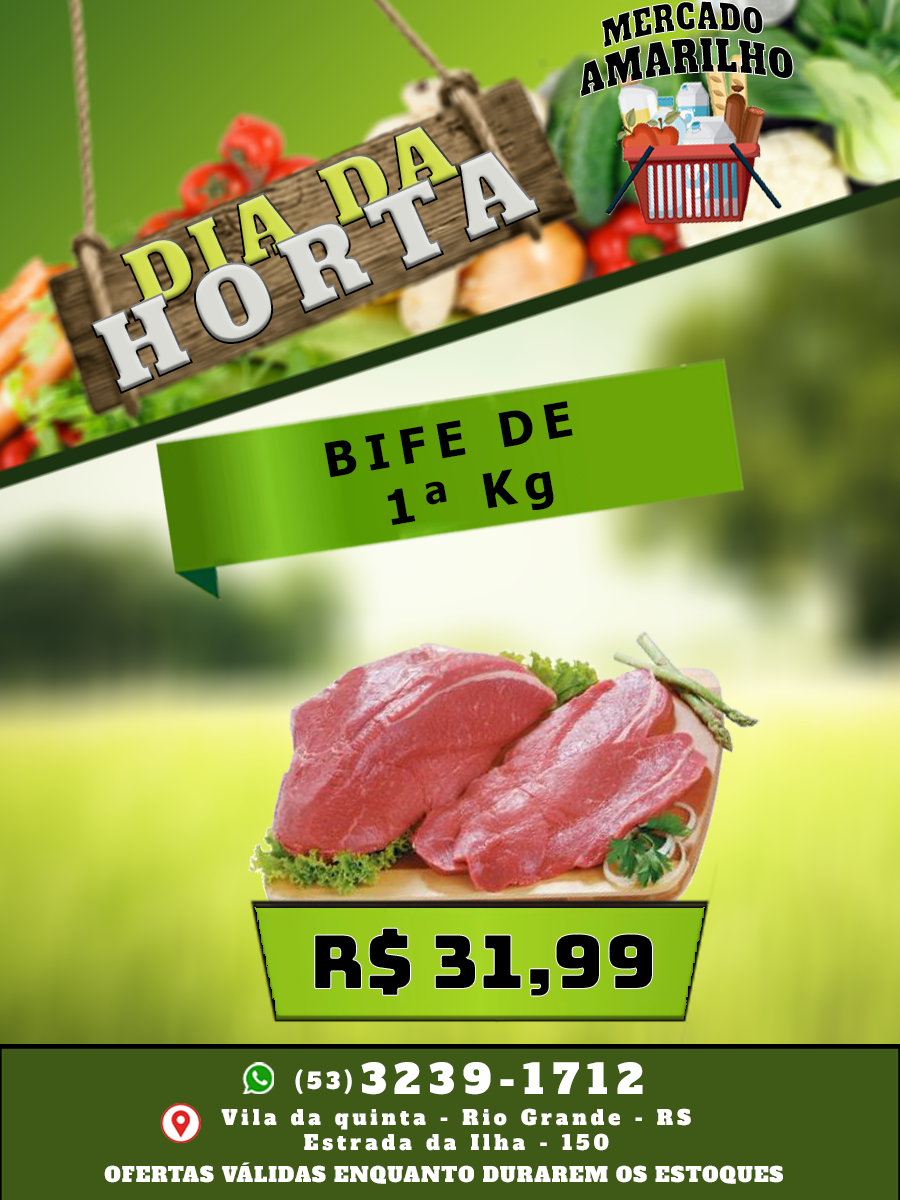 MERCADO
AMARILHO
DIA DA
HORTA
BIFE DE
1ª Kg
R$ 31,99
(53) 3239-1712
Vila da quinta - Rio Grande - RS
Estrada da Ilha - 150
OFERTAS VÁLIDAS ENQUANTO DURAREM OS ESTOQUES